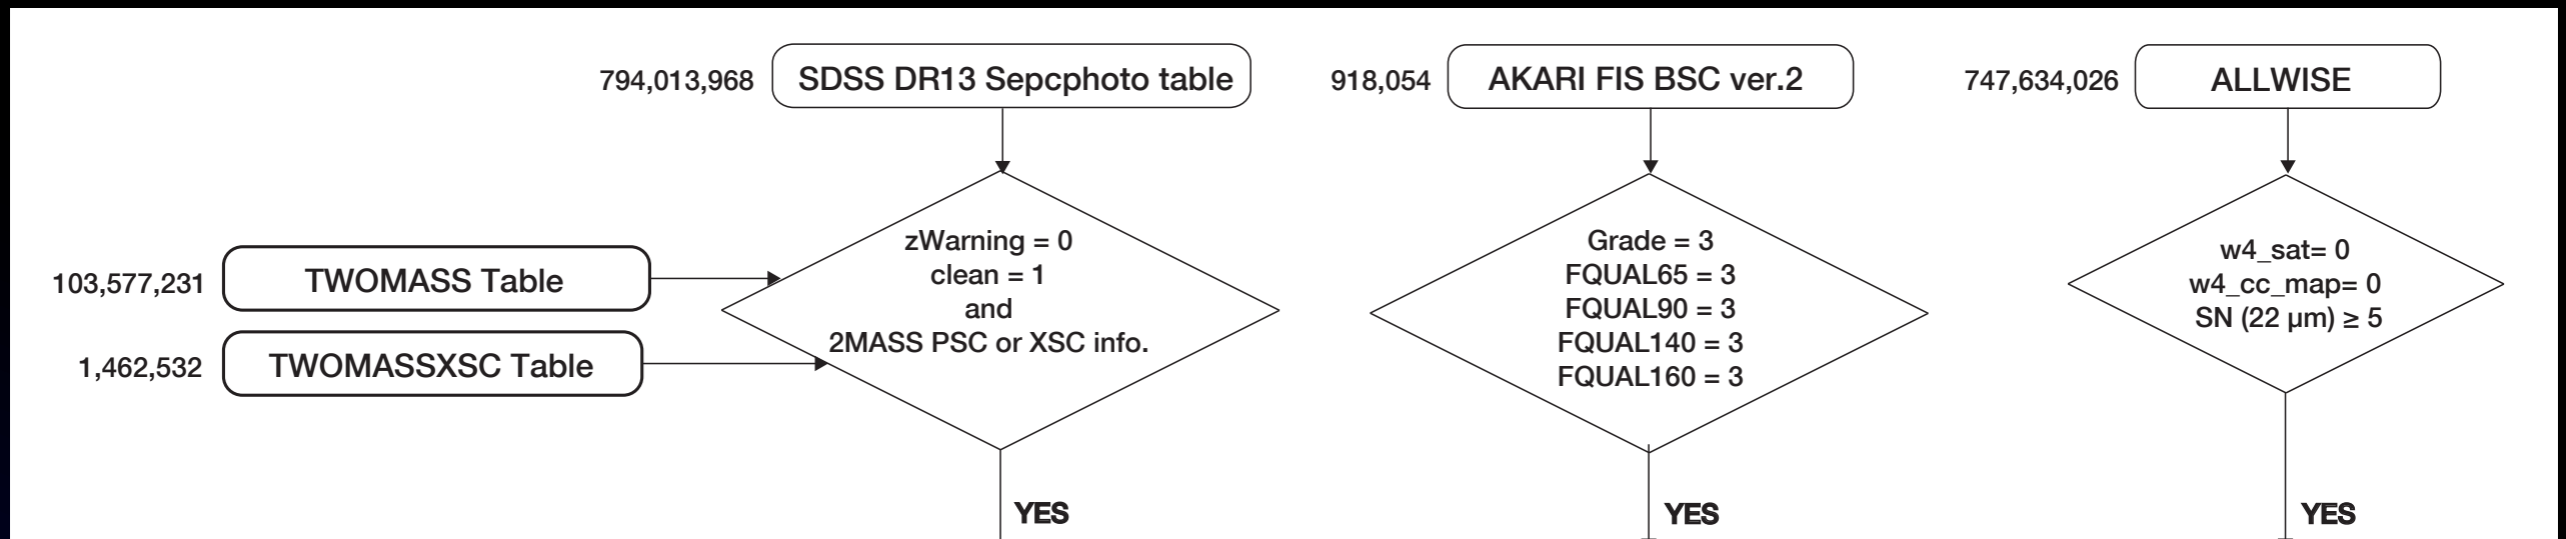 794,013,968
SDSS DR13 Sepcphoto table
918,054
AKARI FIS BSC ver.2
747,634,026
ALLWISE
103,577,231
TWOMASS Table
1,462,532
TWOMASSXSC Table
zWarning = 0
clean = 1
and
2MASS PSC or XSC info.
YES
Grade = 3
FQUAL65 = 3
FQUAL90 = 3
FQUAL140 = 3
FQUAL160 = 3
YES
w4_sat= 0
w4_cc_map= 0
SN (22 μm) ≥ 5
YES